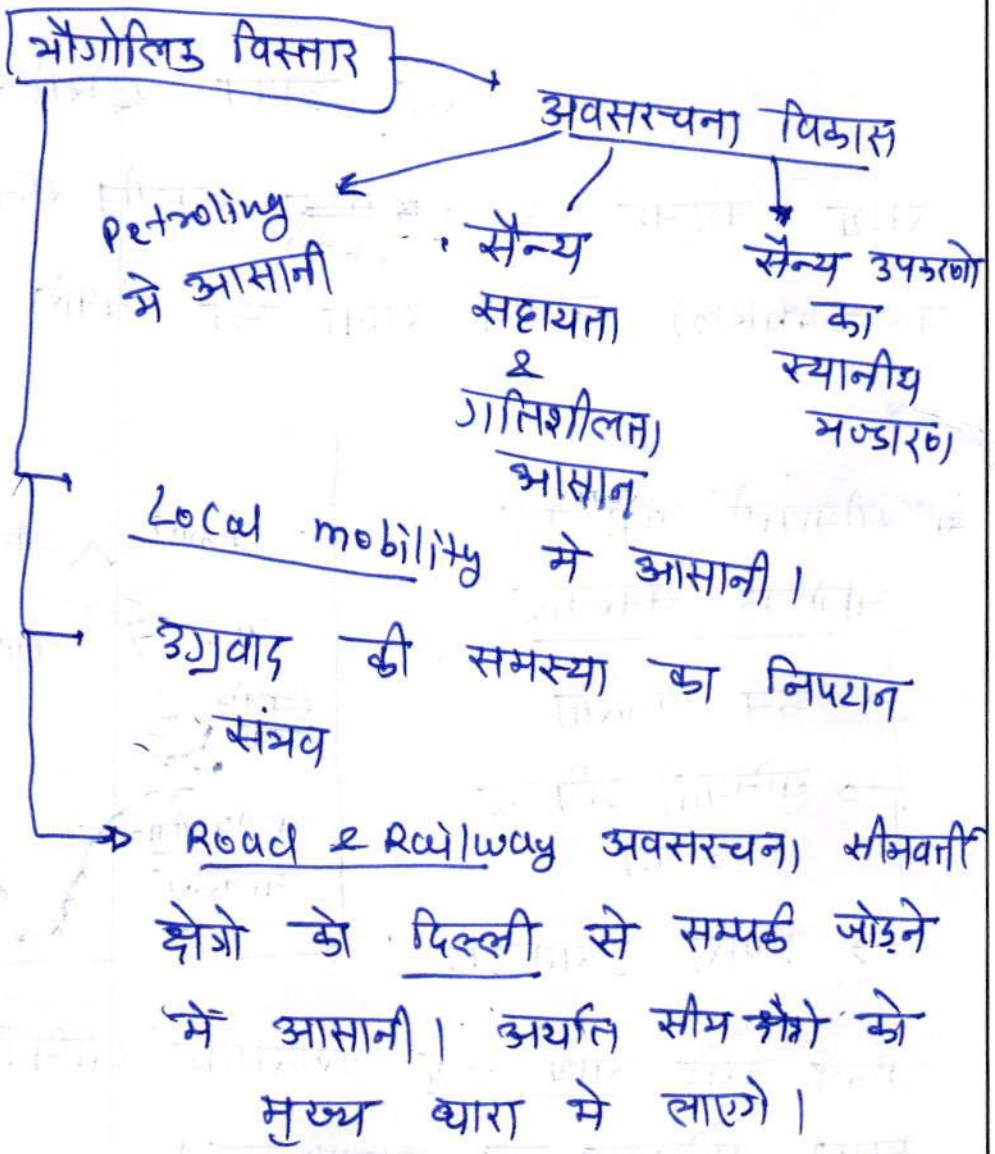 भौगोलिक विस्तार
अवसरचना विकास
Petroling
मे आसानी
सैन्य
सहायता
&
गतिशीलता
आसान
सैन्य उपकरणो
का
स्थानीय
भण्डारण
Local mobility मे आसानी।
उग्रवाद की समस्या का निपटान
संभव
Road & Railway अवसरचना सीमवर्ती
क्षेत्रो को दिल्ली से सम्पर्क जोड़ने
में आसानी। अर्थात सीम क्षेत्रो को
मुख्य धारा मे लाएगे।